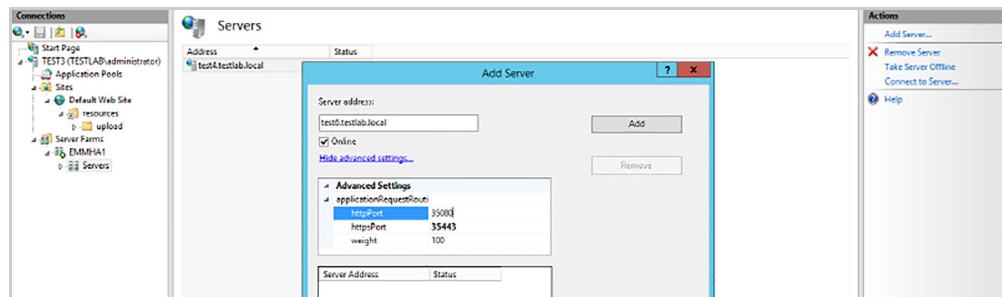 Connections
Start Page
TEST3 (TESTLAB\administrator)
Application Pools
Sites
Default Web Site
resources
upload
Server Farms
EMMHA1
Servers
Servers
Address Status
test4.testlab.local
Add Server ? x
Server address:
test6.testlab.local
Add
Online
Hide advanced settings...
Remove
Advanced Settings
applicationRequestRouti
httpPort 35080
httpsPort 35443
weight 100
Server Address Status
Actions
Add Server...
Remove Server
Take Server Offline
Connect to Server...
Help